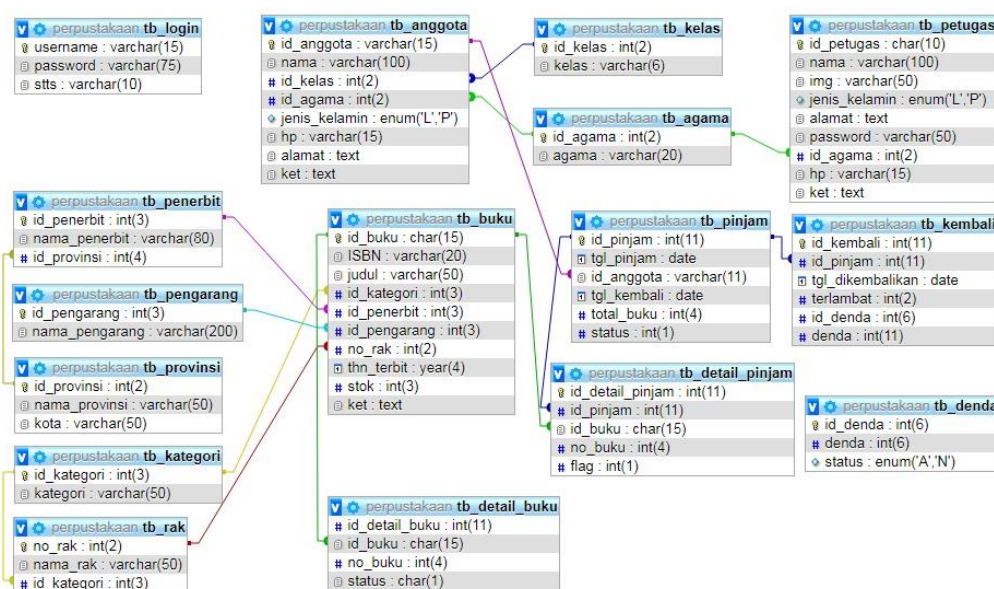 perpustakaan tb_login
username : varchar(15)
password : varchar(75)
stts : varchar(10)
perpustakaan tb_anggota
id_anggota : varchar(15)
nama : varchar(100)
# id_kelas : int(2)
# id_agama : int(2)
jenis_kelamin : enum('L','P')
hp : varchar(15)
alamat : text
ket : text
perpustakaan tb_kelas
id_kelas : int(2)
kelas : varchar(6)
perpustakaan tb_agama
id_agama : int(2)
agama : varchar(20)
perpustakaan tb_petugas
id_petugas : char(10)
nama : varchar(100)
img : varchar(50)
jenis_kelamin : enum('L','P')
alamat : text
password : varchar(50)
# id_agama : int(2)
hp : varchar(15)
ket : text
perpustakaan tb_penerbit
id_penerbit : int(3)
nama_penerbit : varchar(80)
# id_provinsi : int(4)
perpustakaan tb_pengarang
id_pengarang : int(3)
nama_pengarang : varchar(200)
perpustakaan tb_provinsi
id_provinsi : int(2)
nama_provinsi : varchar(50)
kota : varchar(50)
perpustakaan tb_kategori
id_kategori : int(3)
kategori : varchar(50)
perpustakaan tb_rak
no_rak : int(2)
nama_rak : varchar(50)
# id_kategori : int(3)
perpustakaan tb_buku
id_buku : char(15)
ISBN : varchar(20)
judul : varchar(50)
# id_kategori : int(3)
# id_penerbit : int(3)
# id_pengarang : int(3)
# no_rak : int(2)
thn_terbit : year(4)
# stok : int(3)
ket : text
perpustakaan tb_detail_buku
# id_detail_buku : int(11)
id_buku : char(15)
# no_buku : int(4)
status : char(1)
perpustakaan tb_pinjam
id_pinjam : int(11)
tgl_pinjam : date
id_anggota : varchar(11)
tgl_kembali : date
# total_buku : int(4)
# status : int(1)
perpustakaan tb_detail_pinjam
id_detail_pinjam : int(11)
# id_pinjam : int(11)
id_buku : char(15)
# no_buku : int(4)
# flag : int(1)
perpustakaan tb_kembali
id_kembali : int(11)
# id_pinjam : int(11)
tgl_dikembalikan : date
# terlambat : int(2)
# id_denda : int(6)
# denda : int(11)
perpustakaan tb_denda
id_denda : int(6)
# denda : int(6)
status : enum('A','N')